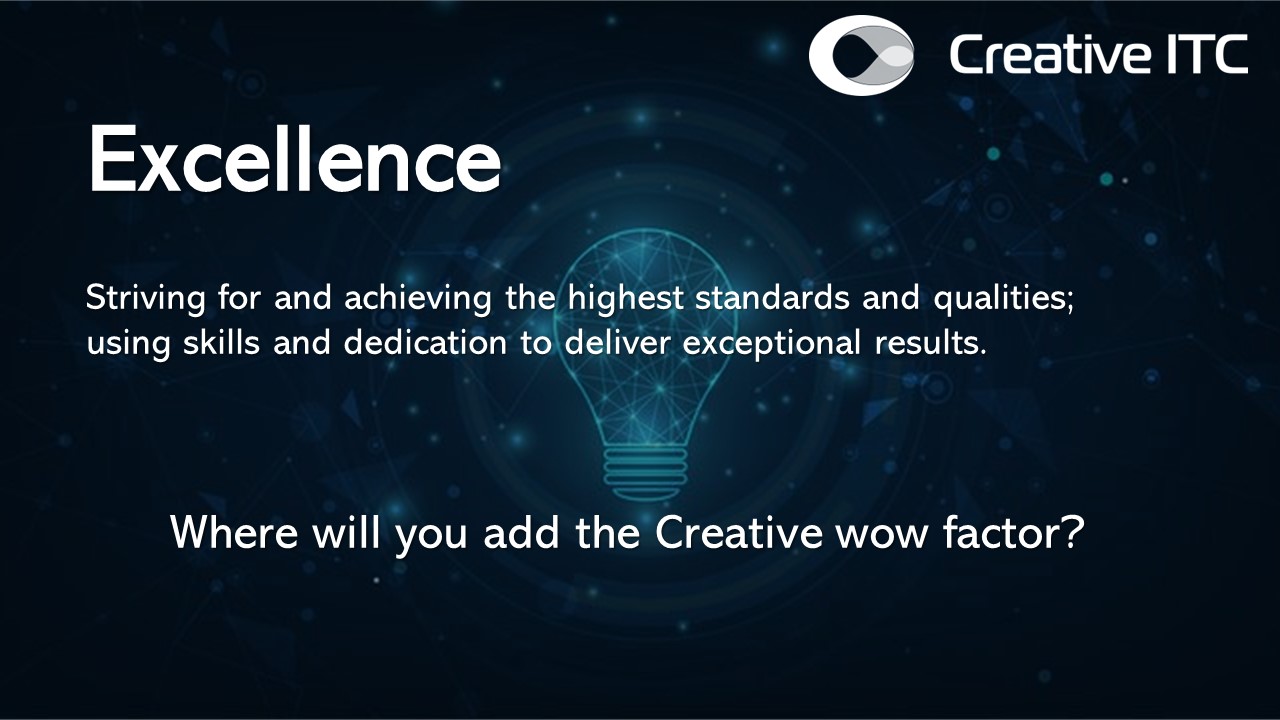 Creative ITC
Excellence
Striving for and achieving the highest standards and qualities;
using skills and dedication to deliver exceptional results.
Where will you add the Creative wow factor?